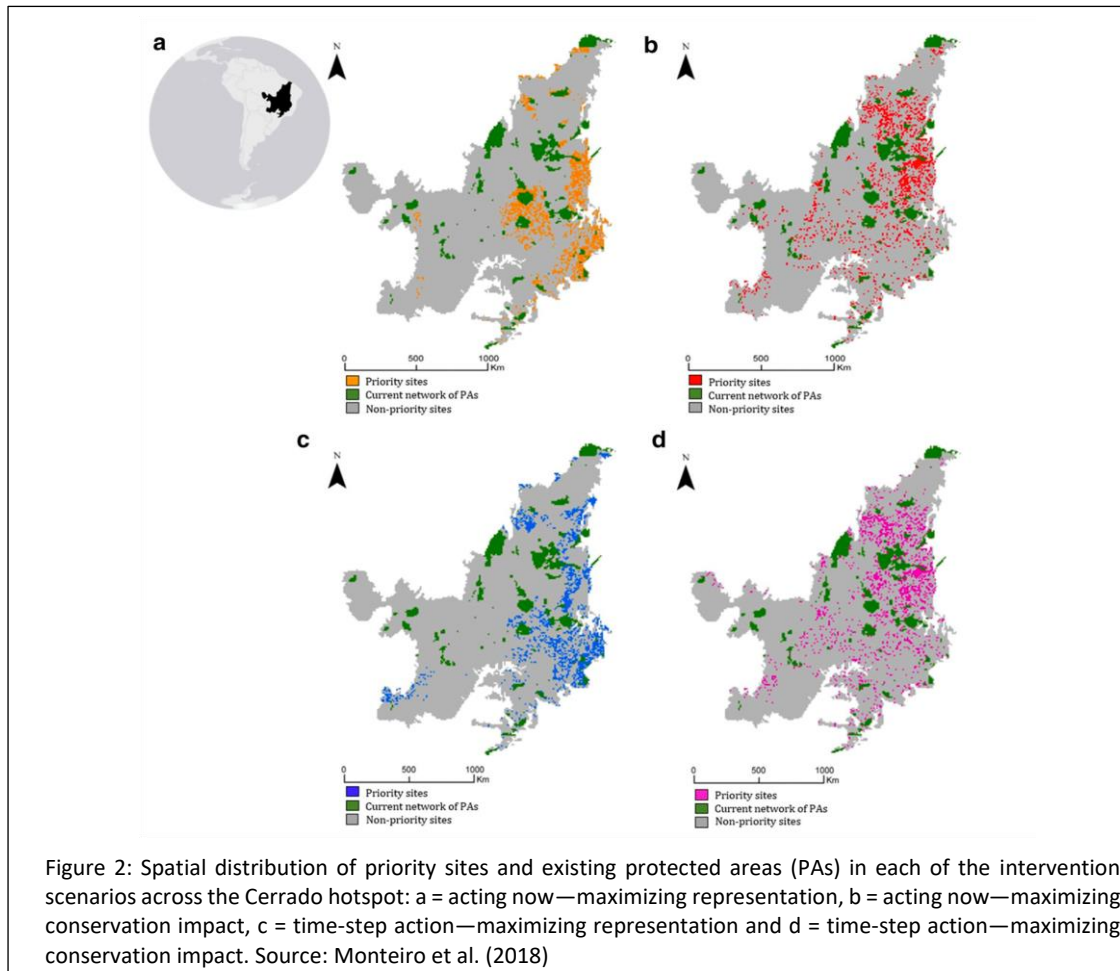 a
N
0 500 1000
Km
Priority sites
Current network of PAs
Non-priority sites
b
N
0 500 1000
Km
Priority sites
Current network of PAs
Non-priority sites
c
N
0 500 1000
Km
Priority sites
Current network of PAs
Non-priority sites
d
N
0 500 1000
Km
Priority sites
Current network of PAs
Non-priority sites
Figure 2: Spatial distribution of priority sites and existing protected areas (PAs) in each of the intervention
scenarios across the Cerrado hotspot: a = acting now—maximizing representation, b = acting now—maximizing
conservation impact, c = time-step action—maximizing representation and d = time-step action—maximizing
conservation impact. Source: Monteiro et al. (2018)